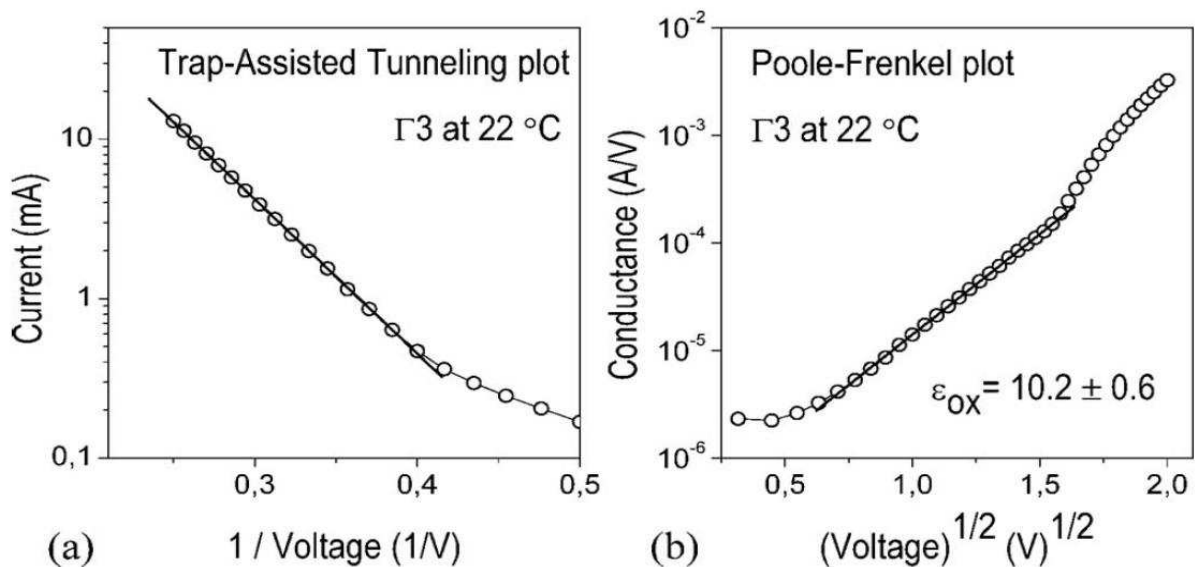 Trap-Assisted Tunneling plot
Γ3 at 22 °C
Current (mA)
10
1
0,1
0,3
0,4
0,5
1 / Voltage (1/V)
(a)
Poole-Frenkel plot
Γ3 at 22 °C
Conductance (A/V)
10⁻²
10⁻³
10⁻⁴
10⁻⁵
10⁻⁶
εox= 10.2 ± 0.6
0,5
1,0
1,5
2,0
(Voltage)^1/2 (V)^1/2
(b)